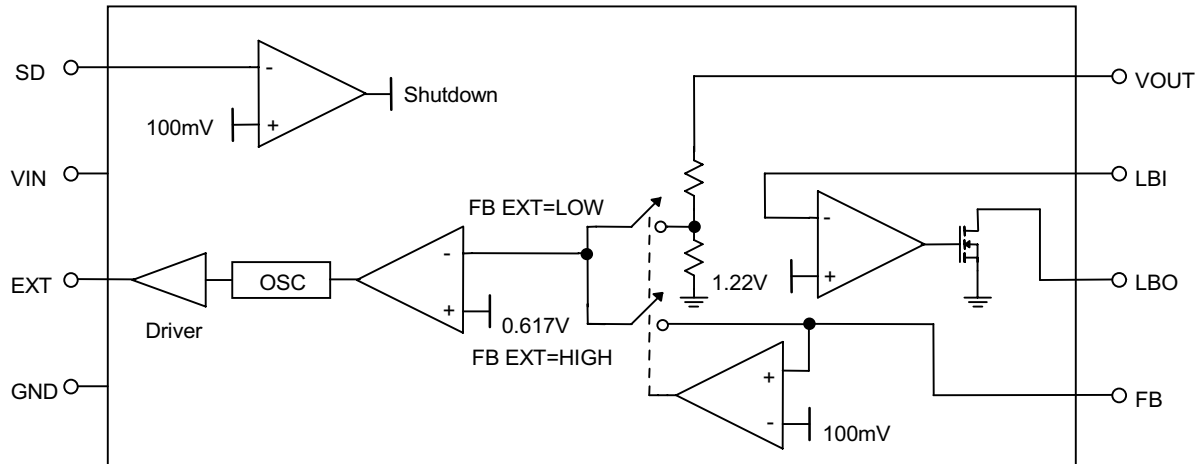 SD
-
+
100mV
Shutdown
VOUT
VIN
LBI
FB EXT=LOW
-
+
1.22V
LBO
EXT
Driver
OSC
-
+
0.617V
FB EXT=HIGH
+
-
100mV
GND
FB